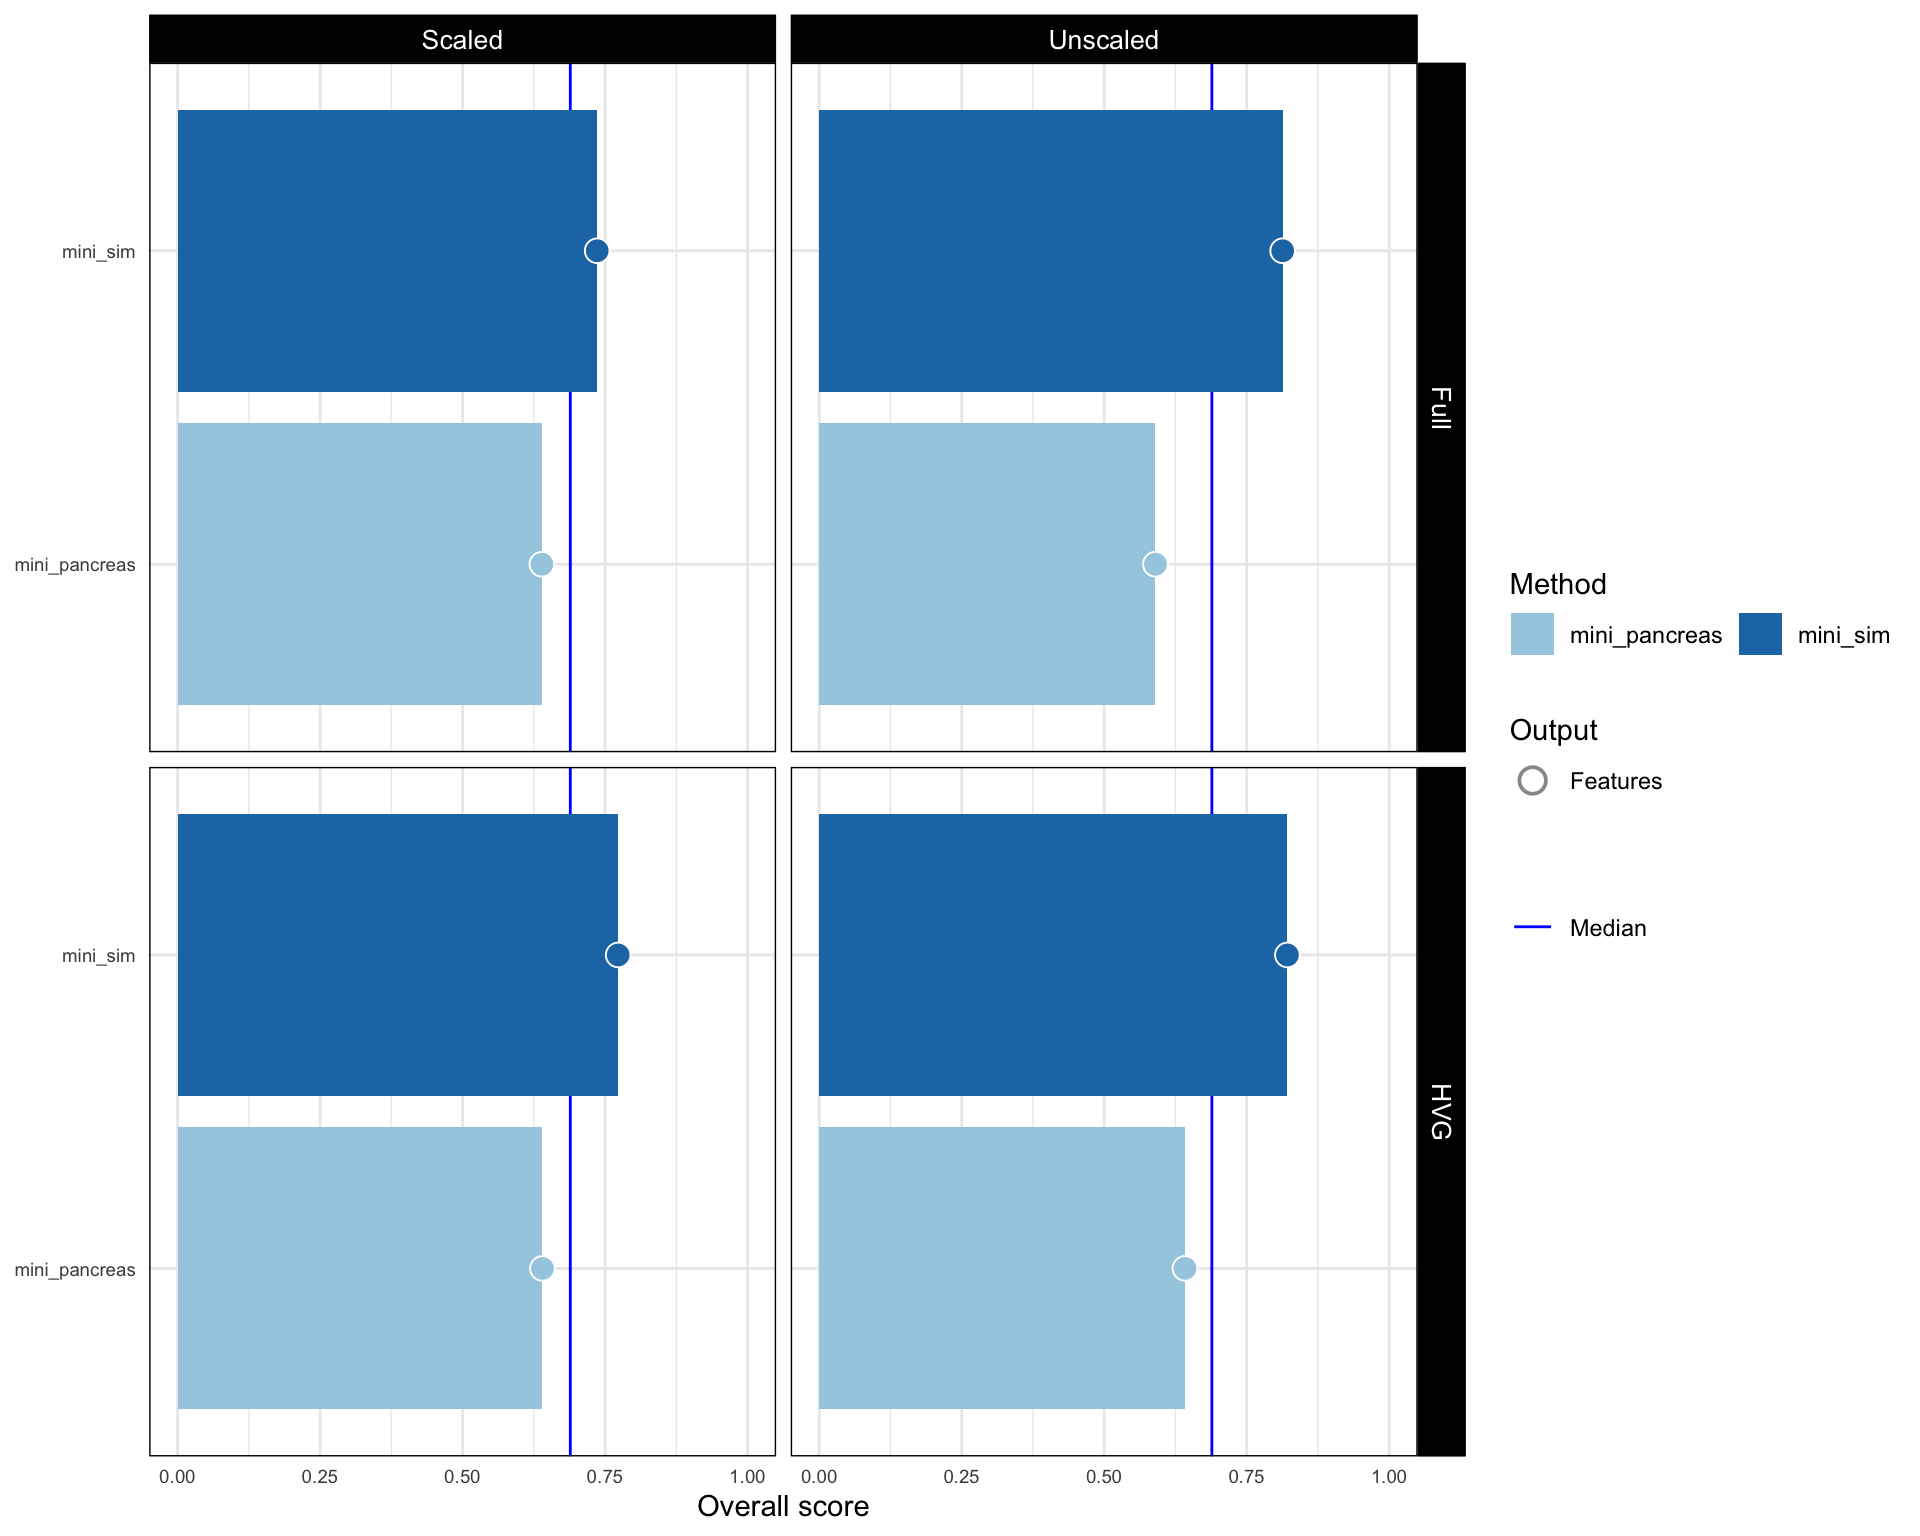 Scaled
Unscaled
mini_sim
mini_pancreas
Full
mini_sim
mini_pancreas
HVG
0.00 0.25 0.50 0.75 1.00
0.00 0.25 0.50 0.75 1.00
Overall score
Method
mini_pancreas mini_sim
Output
Features
Median